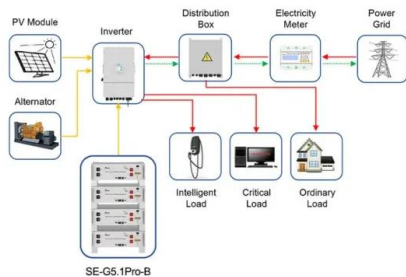 PV Module
Inverter
Distribution
Box
Electricity
Meter
Power
Grid
Alternator
Intelligent
Load
Critical
Load
Ordinary
Load
SE-G5.1Pro-B